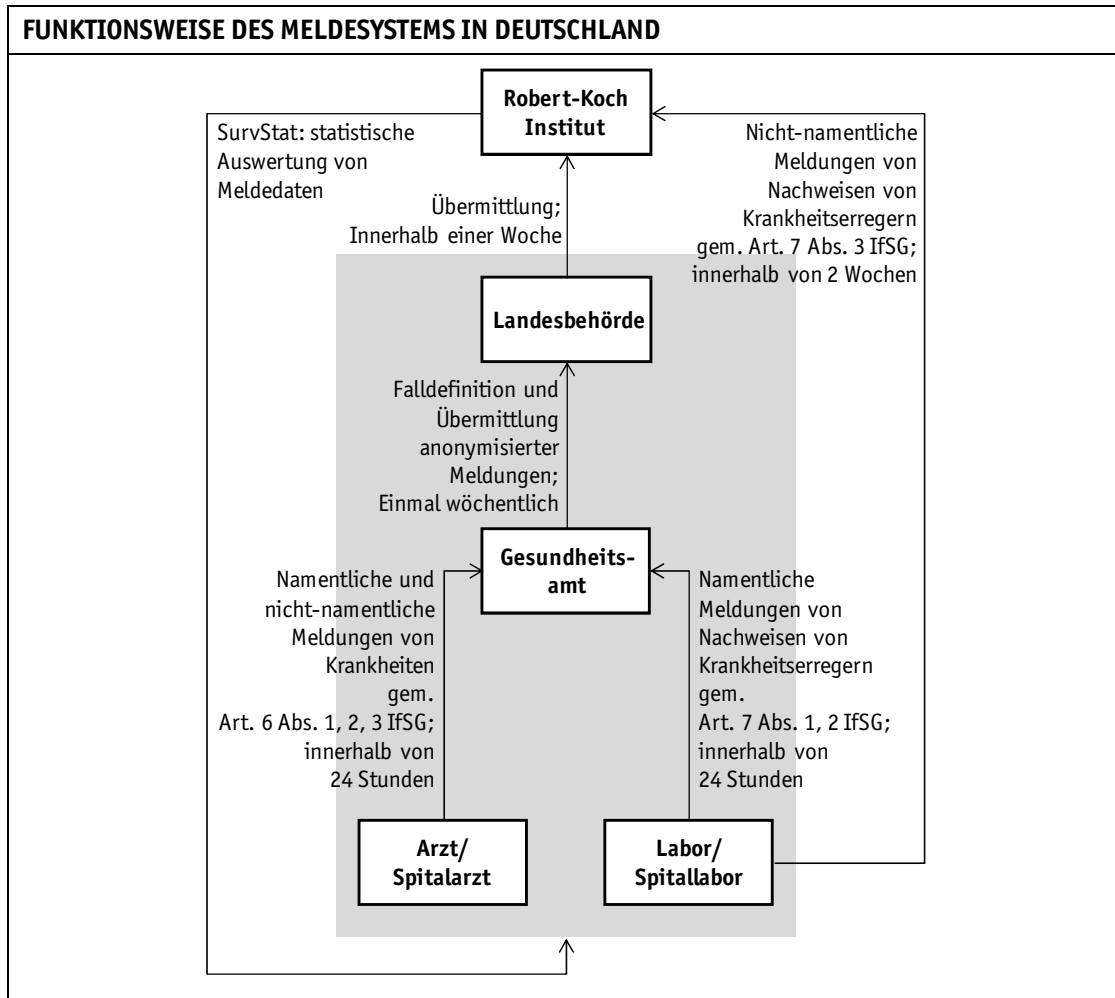 FUNKTIONSWEISE DES MELDESYSTEMS IN DEUTSCHLAND
Robert-Koch
Institut
SurvStat: statistische
Auswertung von
Meldedaten
Nicht-namentliche
Meldungen von
Nachweisen von
Krankheitserregern
gem. Art. 7 Abs. 3 IfSG;
innerhalb von 2 Wochen
Übermittlung;
Innerhalb einer Woche
Landesbehörde
Falldefinition und
Übermittlung
anonymisierter
Meldungen;
Einmal wöchentlich
Gesundheits-
amt
Namentliche und
nicht-namentliche
Meldungen von
Krankheiten
gem.
Art. 6 Abs. 1, 2, 3 IfSG;
innerhalb von
24 Stunden
Namentliche
Meldungen von
Nachweisen von
Krankheitserregern
gem.
Art. 7 Abs. 1, 2 IfSG;
innerhalb von
24 Stunden
Arzt/
Spitalarzt
Labor/
Spitallabor